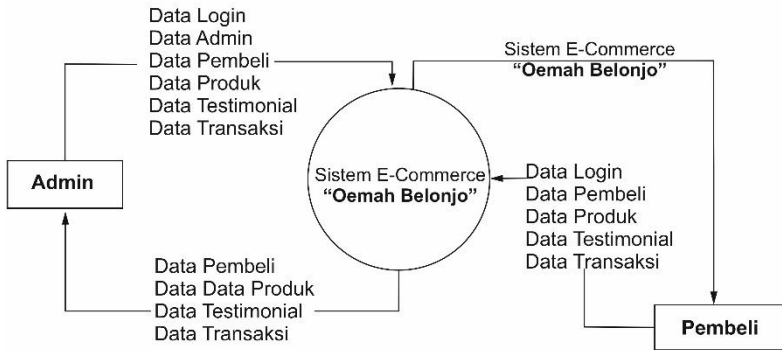 Data Login
Data Admin
Data Pembeli
Data Produk
Data Testimonial
Data Transaksi
Sistem E-Commerce
“Oemah Belonjo”
Admin
Sistem E-Commerce
“Oemah Belonjo”
Data Login
Data Pembeli
Data Produk
Data Testimonial
Data Transaksi
Data Pembeli
Data Data Produk
Data Testimonial
Data Transaksi
Pembeli